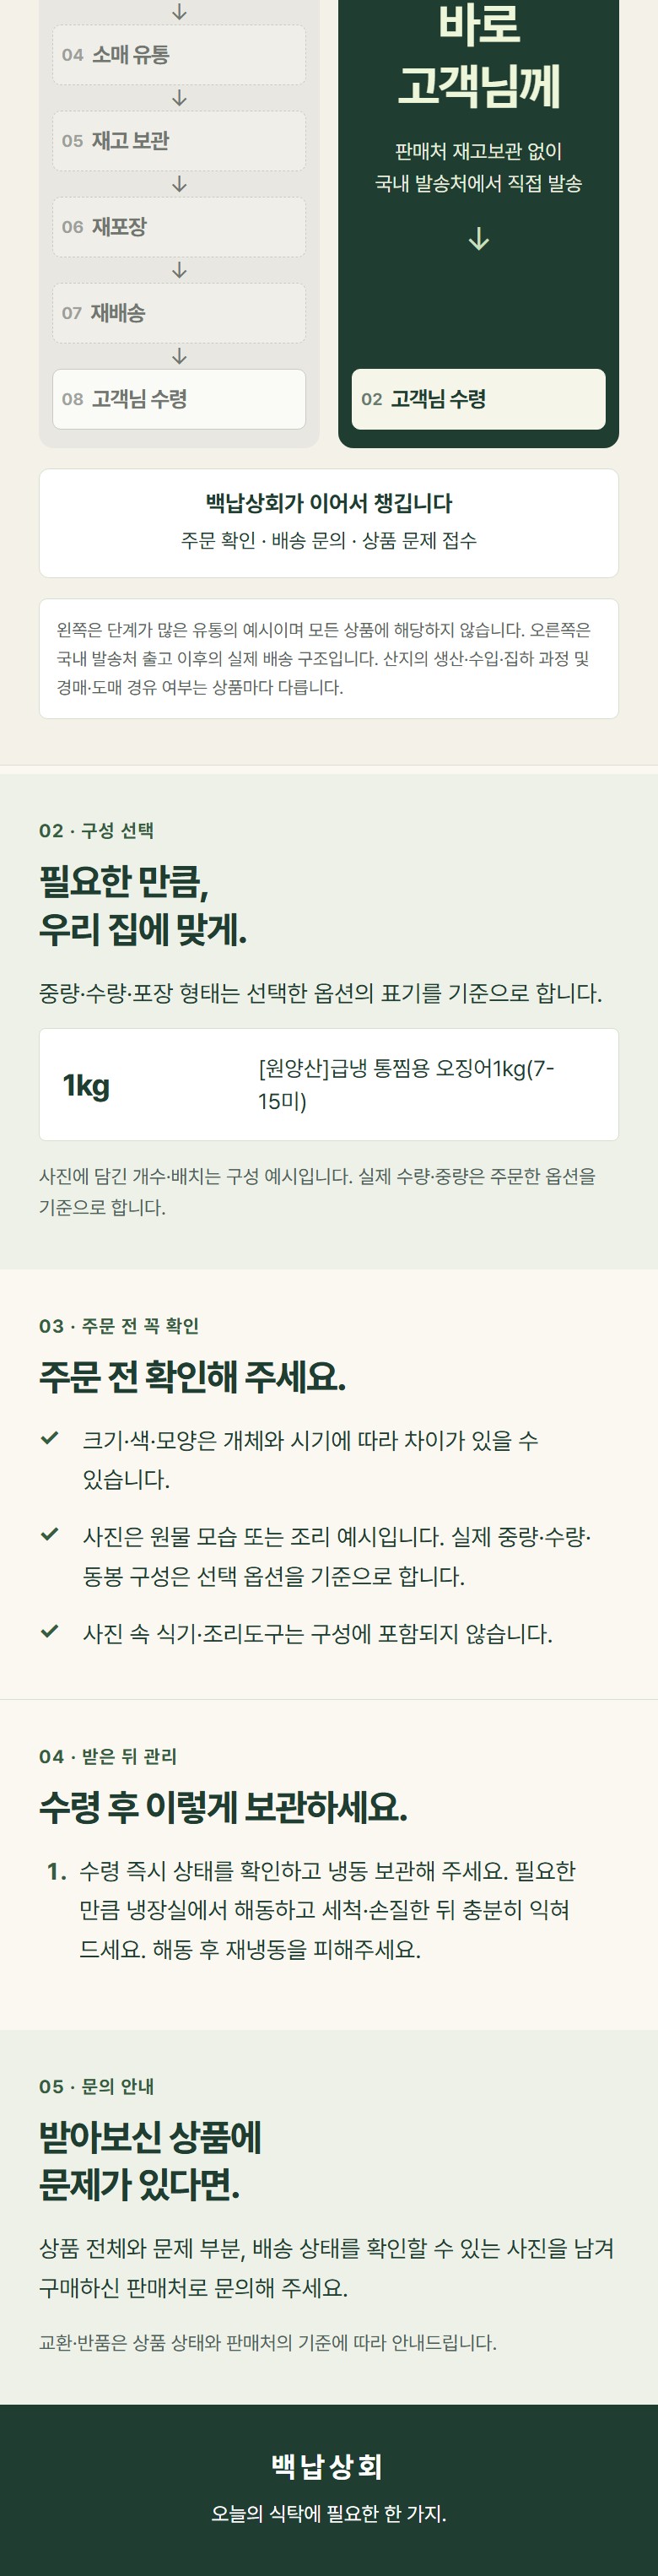 ↓
04 소매 유통
↓
05 재고 보관
↓
06 재포장
↓
07 재배송
↓
08 고객님 수령
바로
고객님께
판매처 재고보관 없이
국내 발송처에서 직접 발송
↓
02 고객님 수령
백납상회가 이어서 챙깁니다
주문 확인 · 배송 문의 · 상품 문제 접수
왼쪽은 단계가 많은 유통의 예시이며 모든 상품에 해당하지 않습니다. 오른쪽은
국내 발송처 출고 이후의 실제 배송 구조입니다. 산지의 생산·수입·집하 과정 및
경매·도매 경유 여부는 상품마다 다릅니다.
02 · 구성 선택
필요한 만큼,
우리 집에 맞게.
중량·수량·포장 형태는 선택한 옵션의 표기를 기준으로 합니다.
1kg
[원양산]급냉 통찜용 오징어1kg(7-
15미)
사진에 담긴 개수·배치는 구성 예시입니다. 실제 수량·중량은 주문한 옵션을
기준으로 합니다.
03 · 주문 전 꼭 확인
주문 전 확인해 주세요.
✓ 크기·색·모양은 개체와 시기에 따라 차이가 있을 수
있습니다.
✓ 사진은 원물 모습 또는 조리 예시입니다. 실제 중량·수량·
동봉 구성은 선택 옵션을 기준으로 합니다.
✓ 사진 속 식기·조리도구는 구성에 포함되지 않습니다.
04 · 받은 뒤 관리
수령 후 이렇게 보관하세요.
1. 수령 즉시 상태를 확인하고 냉동 보관해 주세요. 필요한
만큼 냉장실에서 해동하고 세척·손질한 뒤 충분히 익혀
드세요. 해동 후 재냉동을 피해주세요.
05 · 문의 안내
받아보신 상품에
문제가 있다면.
상품 전체와 문제 부분, 배송 상태를 확인할 수 있는 사진을 남겨
구매하신 판매처로 문의해 주세요.
교환·반품은 상품 상태와 판매처의 기준에 따라 안내드립니다.
백납상회
오늘의 식탁에 필요한 한 가지.